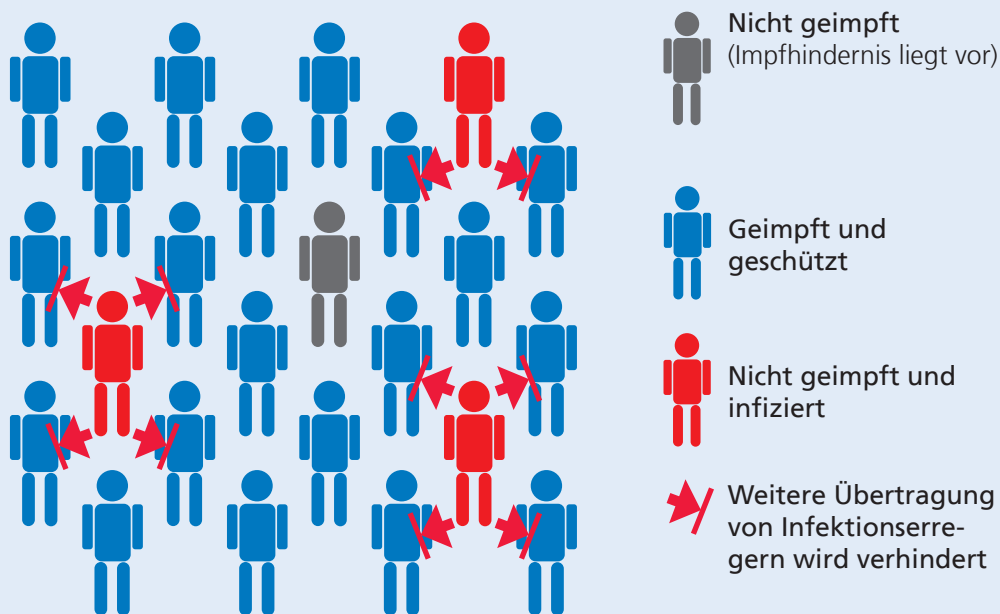 Nicht geimpft
(Impfhindernis liegt vor)
Geimpft und
geschützt
Nicht geimpft und
infiziert
Weitere Übertragung
von Infektionserre-
gern wird verhindert